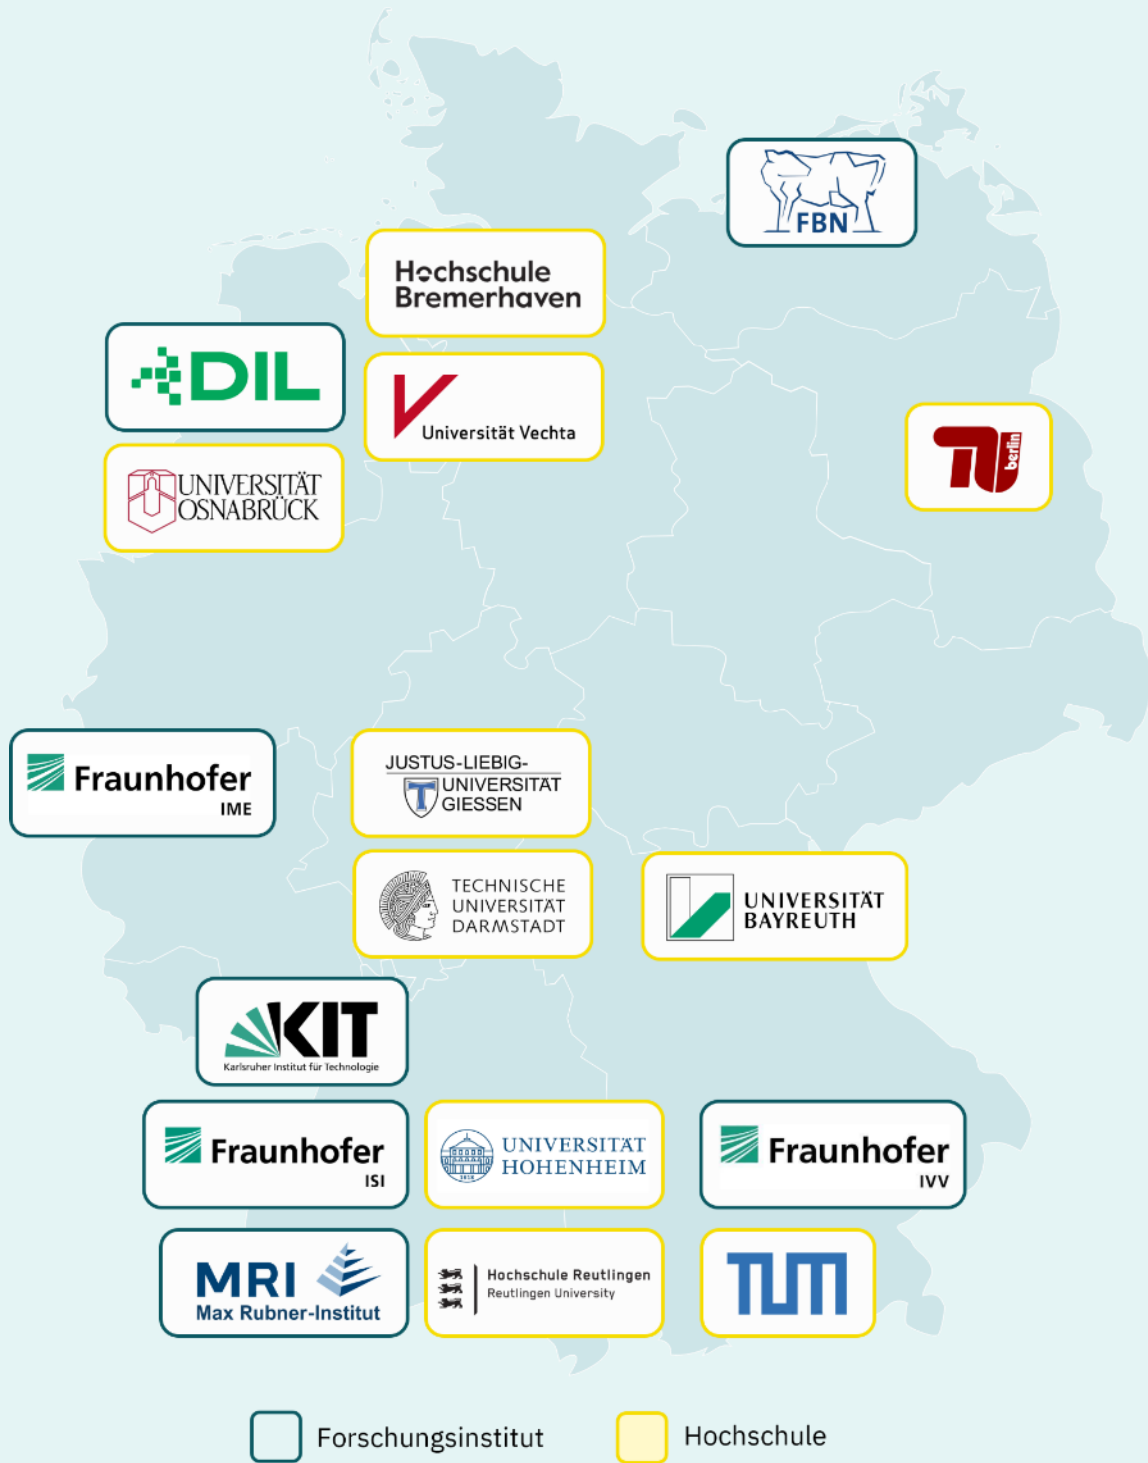 FBN
Hochschule
Bremerhaven
DIL
Universität Vechta
TU berlin
UNIVERSITÄT
OSNABRÜCK
Fraunhofer
IME
JUSTUS-LIEBIG-
UNIVERSITÄT
GIESSEN
TECHNISCHE
UNIVERSITÄT
DARMSTADT
UNIVERSITÄT
BAYREUTH
KIT
Karlsruher Institut für Technologie
Fraunhofer
ISI
UNIVERSITÄT
HOHENHEIM
1818
Fraunhofer
IVV
MRI
Max Rubner-Institut
Hochschule Reutlingen
Reutlingen University
TUM
Forschungsinstitut
Hochschule